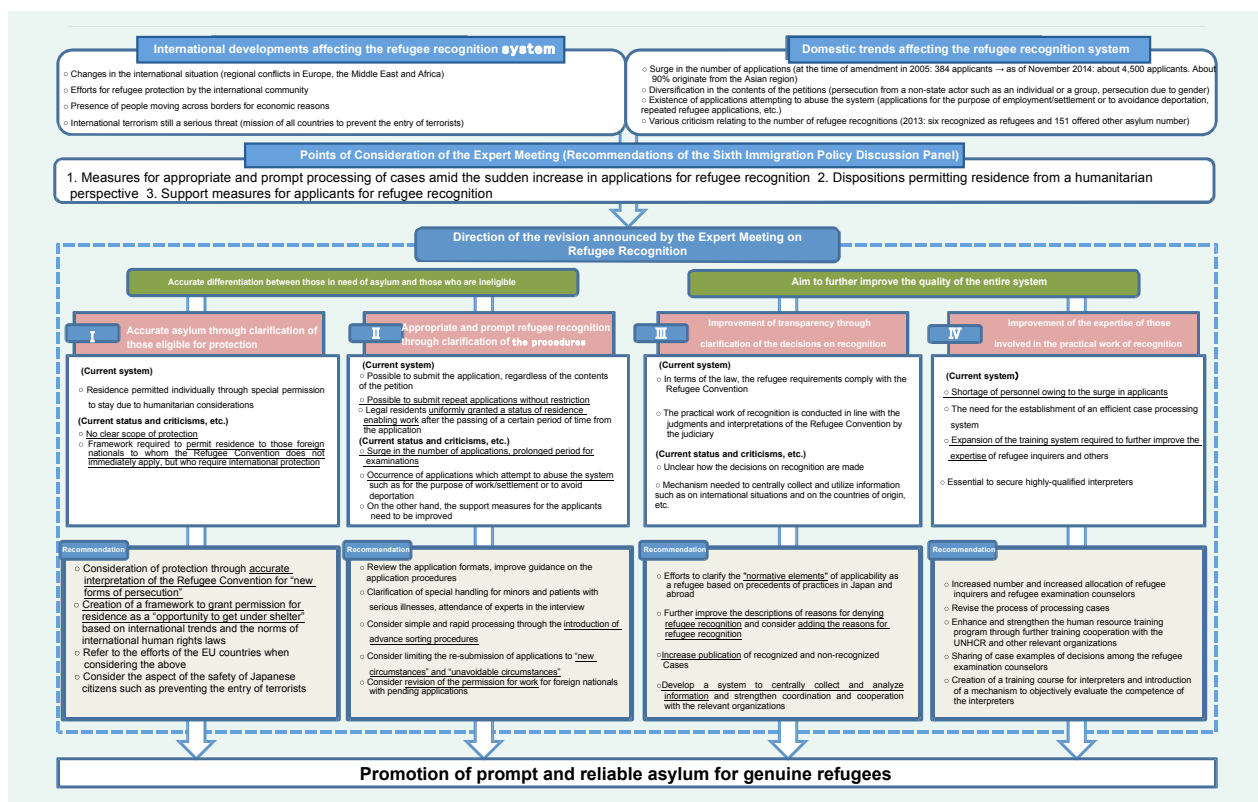 International developments affecting the refugee recognition system
○ Changes in the international situation (regional conflicts in Europe, the Middle East and Africa)
○ Efforts for refugee protection by the international community
○ Presence of people moving across borders for economic reasons
○ International terrorism still a serious threat (mission of all countries to prevent the entry of terrorists)
Domestic trends affecting the refugee recognition system
○ Surge in the number of applications (at the time of amendment in 2005: 384 applicants → as of November 2014: about 4,500 applicants. About
90% originate from the Asian region)
○ Diversification in the contents of the petitions (persecution from a non-state actor such as an individual or a group, persecution due to gender)
○ Existence of applications attempting to abuse the system (applications for the purpose of employment/settlement or to avoidance deportation,
repeated refugee applications, etc.)
○ Various criticism relating to the number of refugee recognitions (2013: six recognized as refugees and 151 offered other asylum number)
Points of Consideration of the Expert Meeting (Recommendations of the Sixth Immigration Policy Discussion Panel)
1. Measures for appropriate and prompt processing of cases amid the sudden increase in applications for refugee recognition 2. Dispositions permitting residence from a humanitarian
perspective 3. Support measures for applicants for refugee recognition
Direction of the revision announced by the Expert Meeting on
Refugee Recognition
Accurate differentiation between those in need of asylum and those who are ineligible
Aim to further improve the quality of the entire system
I
Accurate asylum through clarification of
those eligible for protection
(Current system)
○ Residence permitted individually through special permission
to stay due to humanitarian considerations
(Current status and criticisms, etc.)
○ No clear scope of protection
○ Framework required to permit residence to those foreign
nationals to whom the Refugee Convention does not
immediately apply, but who require international protection
Recommendation
○ Consideration of protection through accurate
interpretation of the Refugee Convention for "new
forms of persecution"
○ Creation of a framework to grant permission for
residence as a "opportunity to get under shelter"
based on international trends and the norms of
international human rights laws
○ Refer to the efforts of the EU countries when
considering the above
○ Consider the aspect of the safety of Japanese
citizens such as preventing the entry of terrorists
II
Appropriate and prompt refugee recognition
through clarification of the procedures
(Current system)
○ Possible to submit the application, regardless of the contents
of the petition
○ Possible to submit repeat applications without restriction
○ Legal residents uniformly granted a status of residence
enabling work after the passing of a certain period of time from
the application
(Current status and criticisms, etc.)
○ Surge in the number of applications, prolonged period for
examinations
○ Occurrence of applications which attempt to abuse the system
such as for the purpose of work/settlement or to avoid
deportation
○ On the other hand, the support measures for the applicants
need to be improved
Recommendation
○ Review the application formats, improve guidance on the
application procedures
○ Clarification of special handling for minors and patients with
serious illnesses, attendance of experts in the interview
○ Consider simple and rapid processing through the introduction of
advance sorting procedures
○ Consider limiting the re-submission of applications to "new
circumstances" and "unavoidable circumstances"
○ Consider revision of the permission for work for foreign nationals
with pending applications
III
Improvement of transparency through
clarification of the decisions on recognition
(Current system)
○ In terms of the law, the refugee requirements comply with the
Refugee Convention
○ The practical work of recognition is conducted in line with the
judgments and interpretations of the Refugee Convention by
the judiciary
(Current status and criticisms, etc.)
○ Unclear how the decisions on recognition are made
○ Mechanism needed to centrally collect and utilize information
such as on international situations and on the countries of origin,
etc.
Recommendation
○ Efforts to clarify the "normative elements" of applicability as
a refugee based on precedents of practices in Japan and
abroad
○ Further improve the descriptions of reasons for denying
refugee recognition and consider adding the reasons for
refugee recognition
○Increase publication of recognized and non-recognized
Cases
○Develop a system to centrally collect and analyze
information and strengthen coordination and cooperation
with the relevant organizations
IV
Improvement of the expertise of those
involved in the practical work of recognition
(Current system)
○ Shortage of personnel owing to the surge in applicants
○ The need for the establishment of an efficient case processing
system
○ Expansion of the training system required to further improve the
expertise of refugee inquirers and others
○ Essential to secure highly-qualified interpreters
Recommendation
○ Increased number and increased allocation of refugee
inquirers and refugee examination counselors
○ Revise the process of processing cases
○ Enhance and strengthen the human resource training
program through further training cooperation with the
UNHCR and other relevant organizations
○ Sharing of case examples of decisions among the refugee
examination counselors
○ Creation of a training course for interpreters and introduction
of a mechanism to objectively evaluate the competence of
the interpreters
Promotion of prompt and reliable asylum for genuine refugees